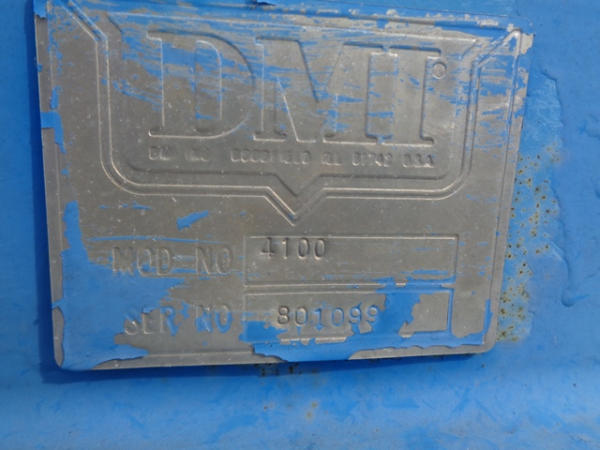 DMI®
U.S.A.
MOD NO 4100
SER NO 801099